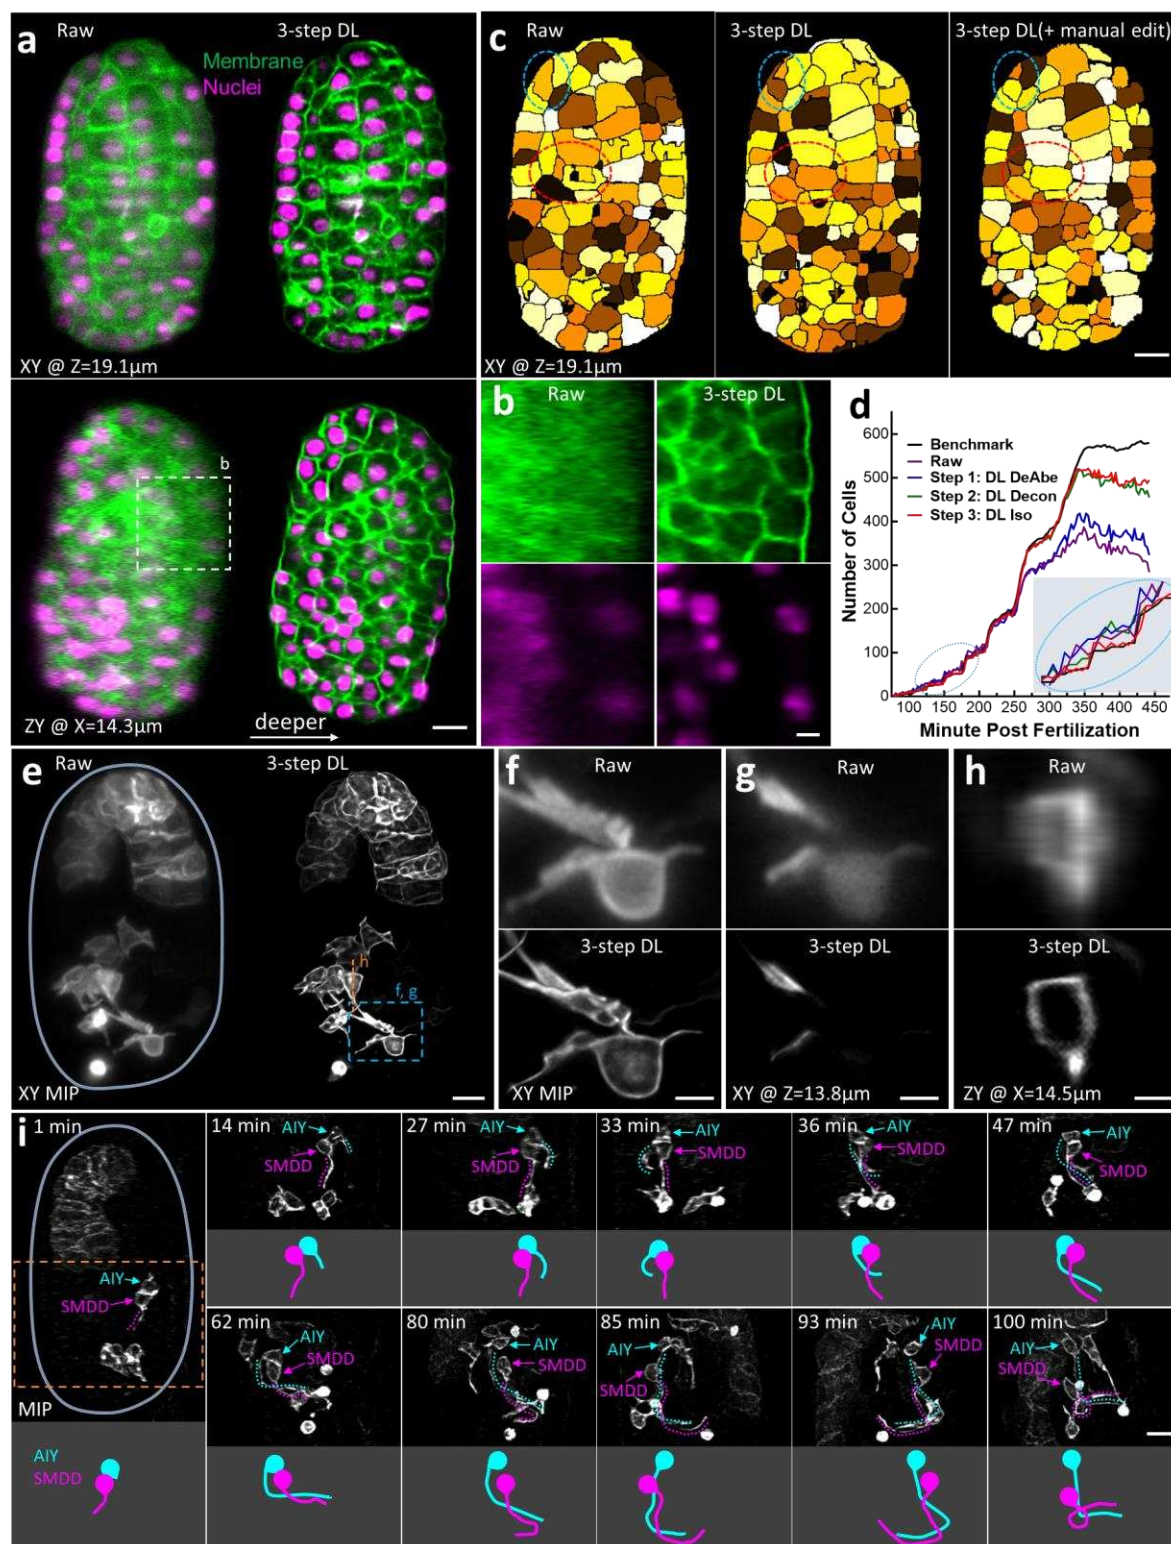 a
Raw
3-step DL
Membrane
Nuclei
XY @ Z=19.1μm
b
ZY @ X=14.3μm
deeper
c
Raw
3-step DL
3-step DL(+ manual edit)
XY @ Z=19.1μm
b
Raw
3-step DL
d
Benchmark
Raw
Step 1: DL DeAbe
Step 2: DL Decon
Step 3: DL Iso
Number of Cells
600
500
400
300
200
100
0
100 150 200 250 300 350 400 450
Minute Post Fertilization
e
Raw
3-step DL
h
f, g
XY MIP
f
Raw
3-step DL
XY MIP
g
Raw
3-step DL
XY @ Z=13.8μm
h
Raw
3-step DL
ZY @ X=14.5μm
i
1 min
AIY
SMDD
MIP
AIY
SMDD
14 min
AIY
SMDD
27 min
AIY
SMDD
33 min
AIY
SMDD
36 min
AIY
SMDD
47 min
AIY
SMDD
62 min
AIY
SMDD
80 min
AIY
SMDD
85 min
AIY
SMDD
93 min
AIY
SMDD
100 min
AIY
SMDD